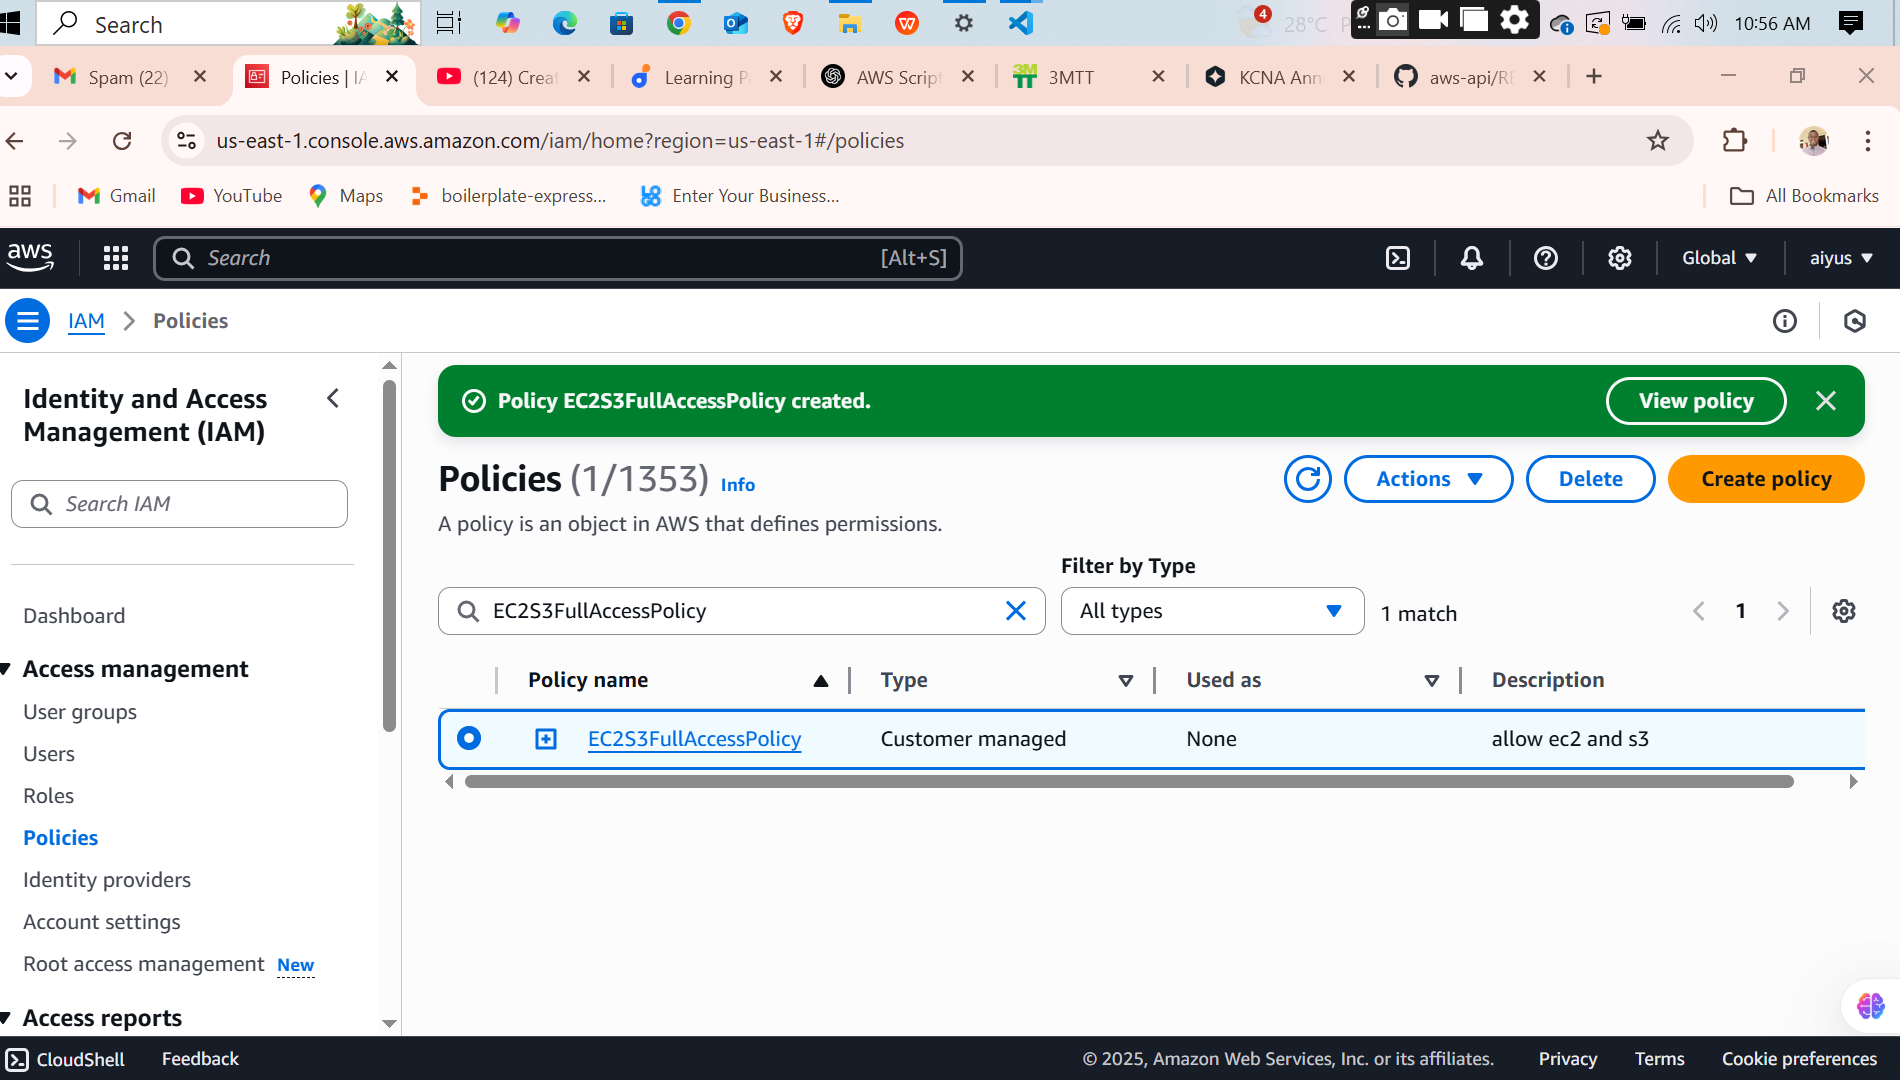 Search
4
28°C
10:56 AM
Spam (22)
Policies | IA
(124) Creat
Learning Pa
AWS Script
3MTT
KCNA Ann
aws-api/RE
us-east-1.console.aws.amazon.com/iam/home?region=us-east-1#/policies
Gmail
YouTube
Maps
boilerplate-express...
Enter Your Business...
All Bookmarks
aws
Search
[Alt+S]
Global
aiyus
IAM
Policies
Identity and Access
Management (IAM)
Search IAM
Dashboard
Access management
User groups
Users
Roles
Policies
Identity providers
Account settings
Root access management New
Access reports
Policy EC2S3FullAccessPolicy created.
View policy
Policies (1/1353) Info
Actions
Delete
Create policy
A policy is an object in AWS that defines permissions.
Filter by Type
EC2S3FullAccessPolicy
All types
1 match
1
Policy name
Type
Used as
Description
EC2S3FullAccessPolicy
Customer managed
None
allow ec2 and s3
CloudShell
Feedback
© 2025, Amazon Web Services, Inc. or its affiliates.
Privacy
Terms
Cookie preferences